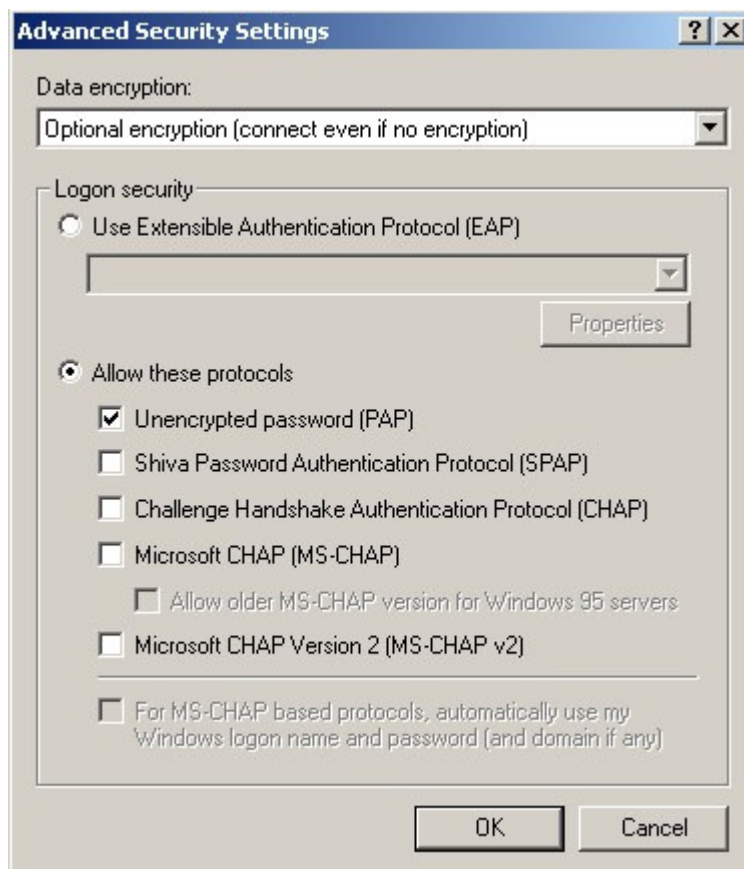 Advanced Security Settings
Data encryption:
Optional encryption (connect even if no encryption)
Logon security
Use Extensible Authentication Protocol (EAP)
Properties
Allow these protocols
Unencrypted password (PAP)
Shiva Password Authentication Protocol (SPAP)
Challenge Handshake Authentication Protocol (CHAP)
Microsoft CHAP (MS-CHAP)
Allow older MS-CHAP version for Windows 95 servers
Microsoft CHAP Version 2 (MS-CHAP v2)
For MS-CHAP based protocols, automatically use my
Windows logon name and password (and domain if any)
OK
Cancel